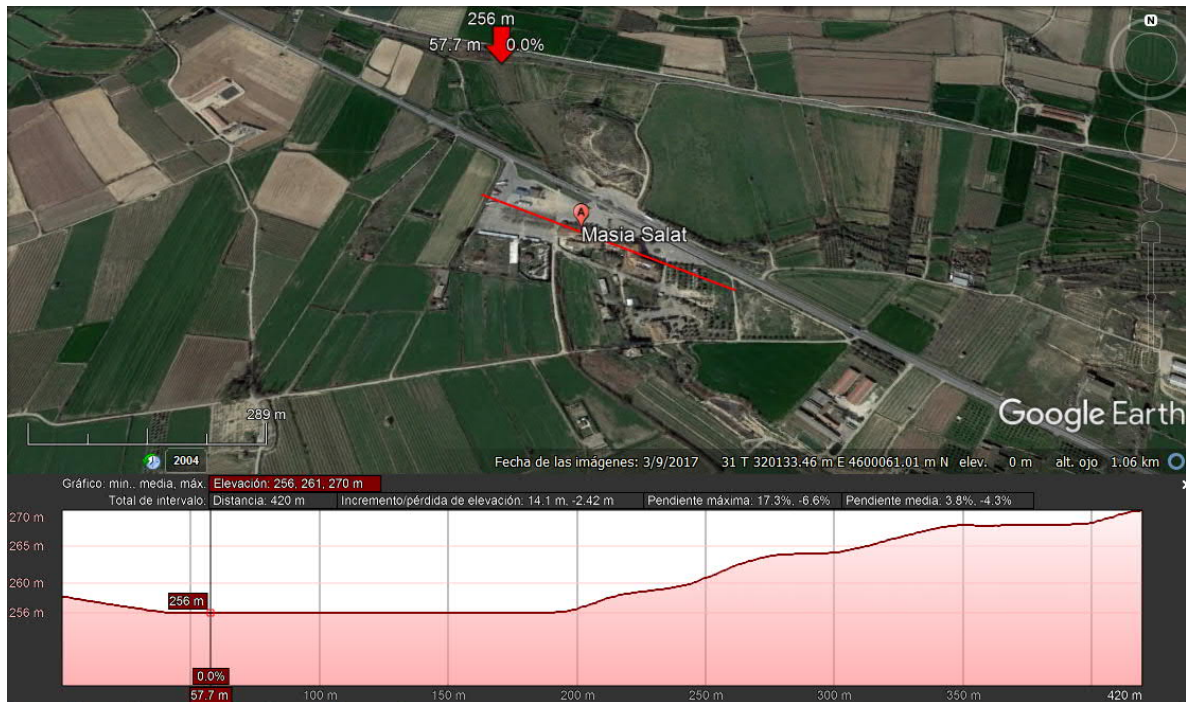 N
256 m
57.7 m 0.0%
A
Masia Salat
Google Earth
289 m
2004
Fecha de las imágenes: 3/9/2017 31 T 320133.46 m E 4600061.01 m N elev. 0 m alt. ojo 1.06 km
Gráfico: mín., media, máx. Elevación: 256, 261, 270 m
Total de intervalo: Distancia: 420 m Incremento/pérdida de elevación: 14.1 m, -2.42 m Pendiente máxima: 17.3%, -6.6% Pendiente media: 3.8%, -4.3%
270 m
265 m
260 m
256 m
256 m
0.0%
57.7 m 100 m 150 m 200 m 250 m 300 m 350 m 420 m